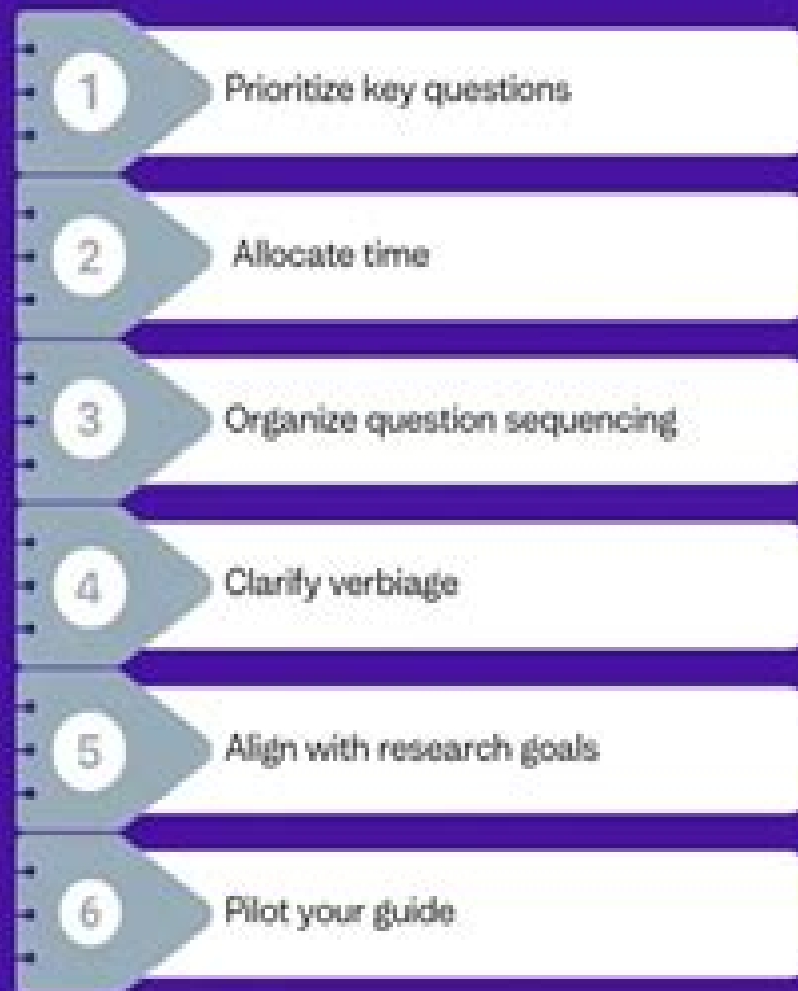 1 Prioritize key questions
2 Allocate time
3 Organize question sequencing
4 Clarify verbiage
5 Align with research goals
6 Pilot your guide